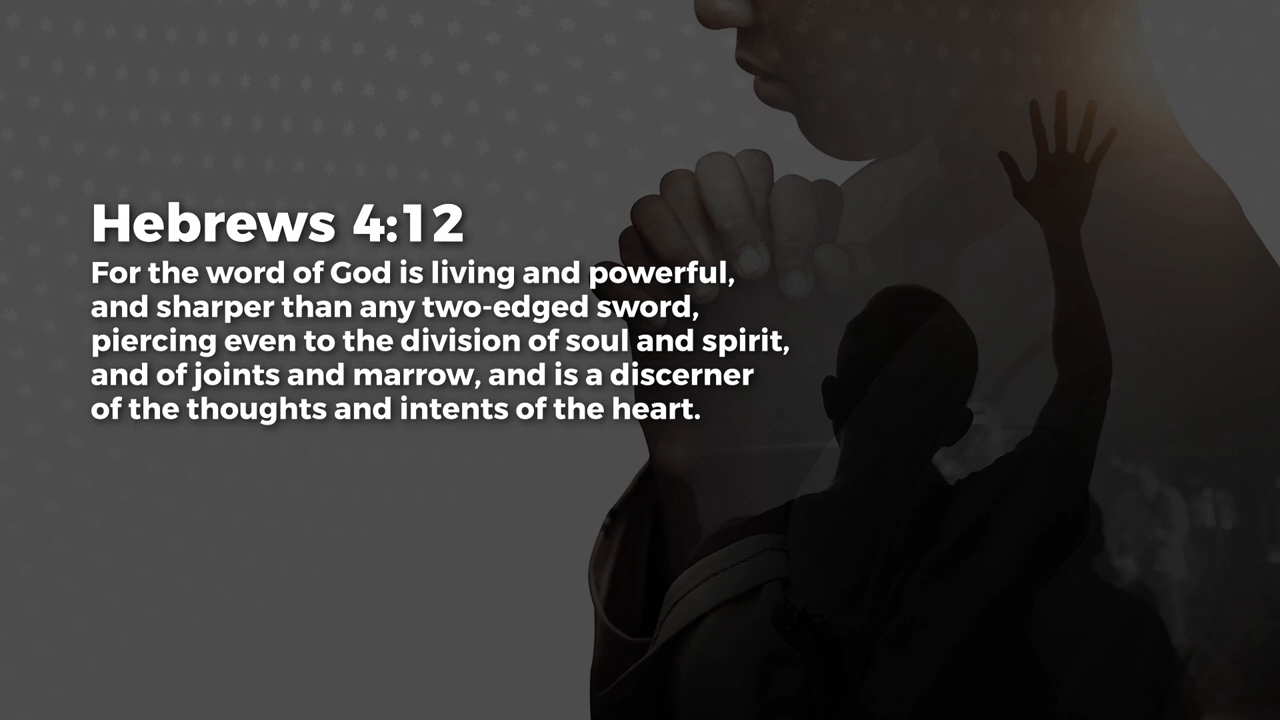 Hebrews 4:12
For the word of God is living and powerful,
and sharper than any two-edged sword,
piercing even to the division of soul and spirit,
and of joints and marrow, and is a discerner
of the thoughts and intents of the heart.